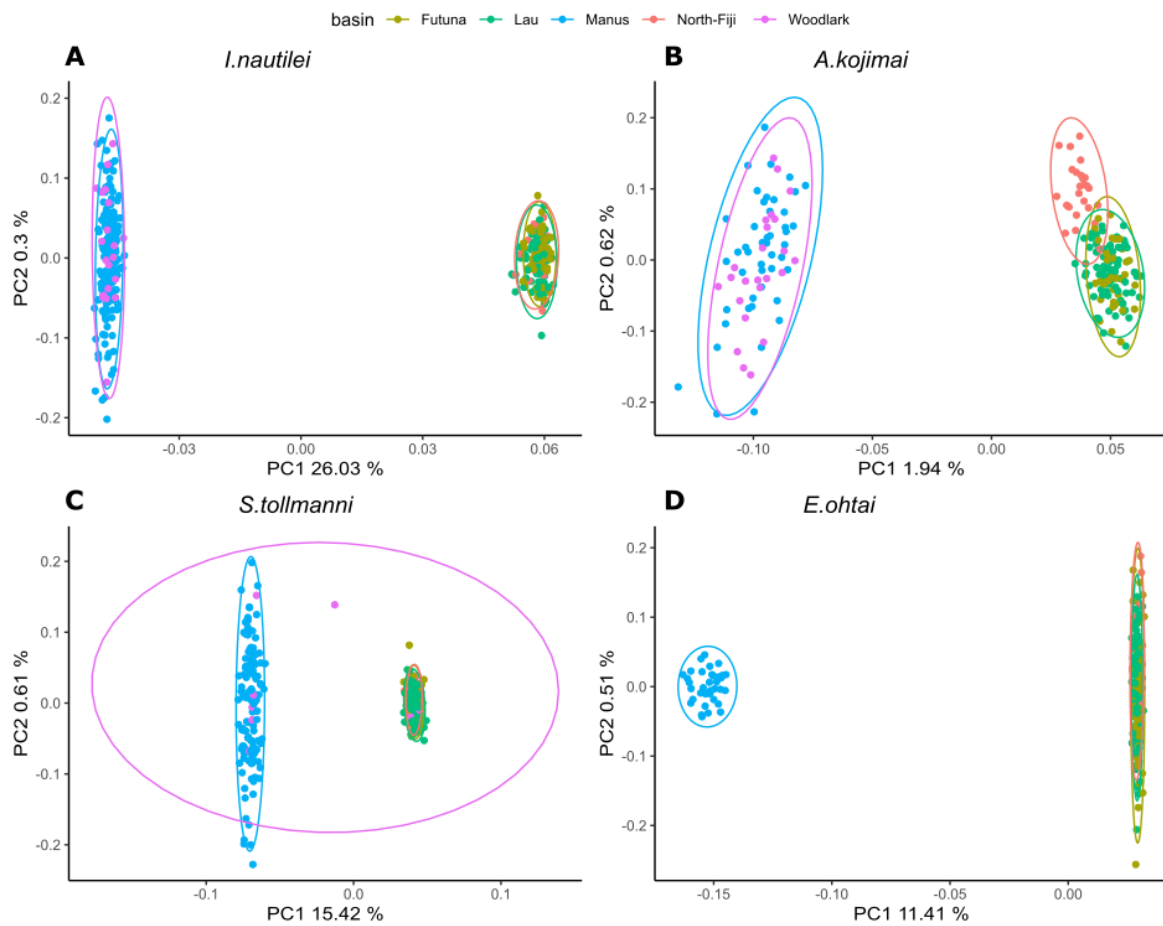 basin Futuna Lau Manus North-Fiji Woodlark
A I.nautilei
0.2
0.1
0.0
-0.1
-0.2
PC2 0.3 %
-0.03 0.00 0.03 0.06
PC1 26.03 %
B A.kojimai
0.2
0.1
0.0
-0.1
-0.2
PC2 0.62 %
-0.10 -0.05 0.00 0.05
PC1 1.94 %
C S.tollmanni
0.2
0.1
0.0
-0.1
-0.2
PC2 0.61 %
-0.1 0.0 0.1
PC1 15.42 %
D E.ohtai
0.2
0.1
0.0
-0.1
-0.2
PC2 0.51 %
-0.15 -0.10 -0.05 0.00
PC1 11.41 %